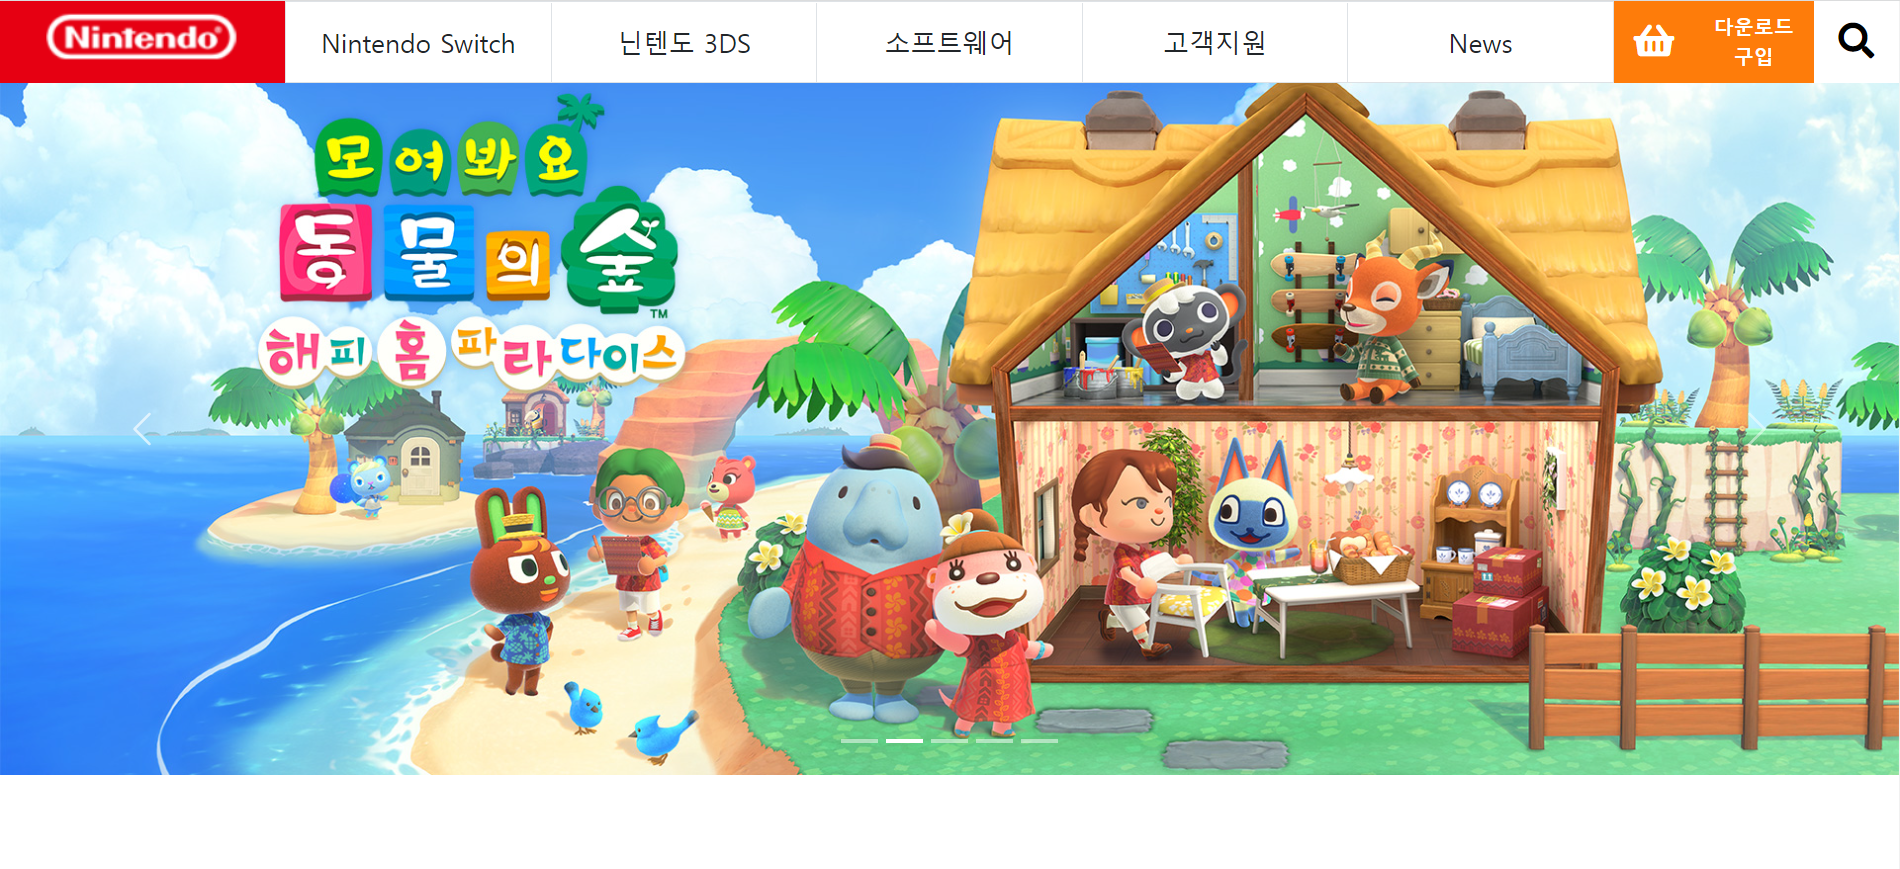 Nintendo
Nintendo Switch
닌텐도 3DS
소프트웨어
고객지원
News
다운로드
구입
모여봐요
동물의 숲
TM
해피 홈 파라다이스